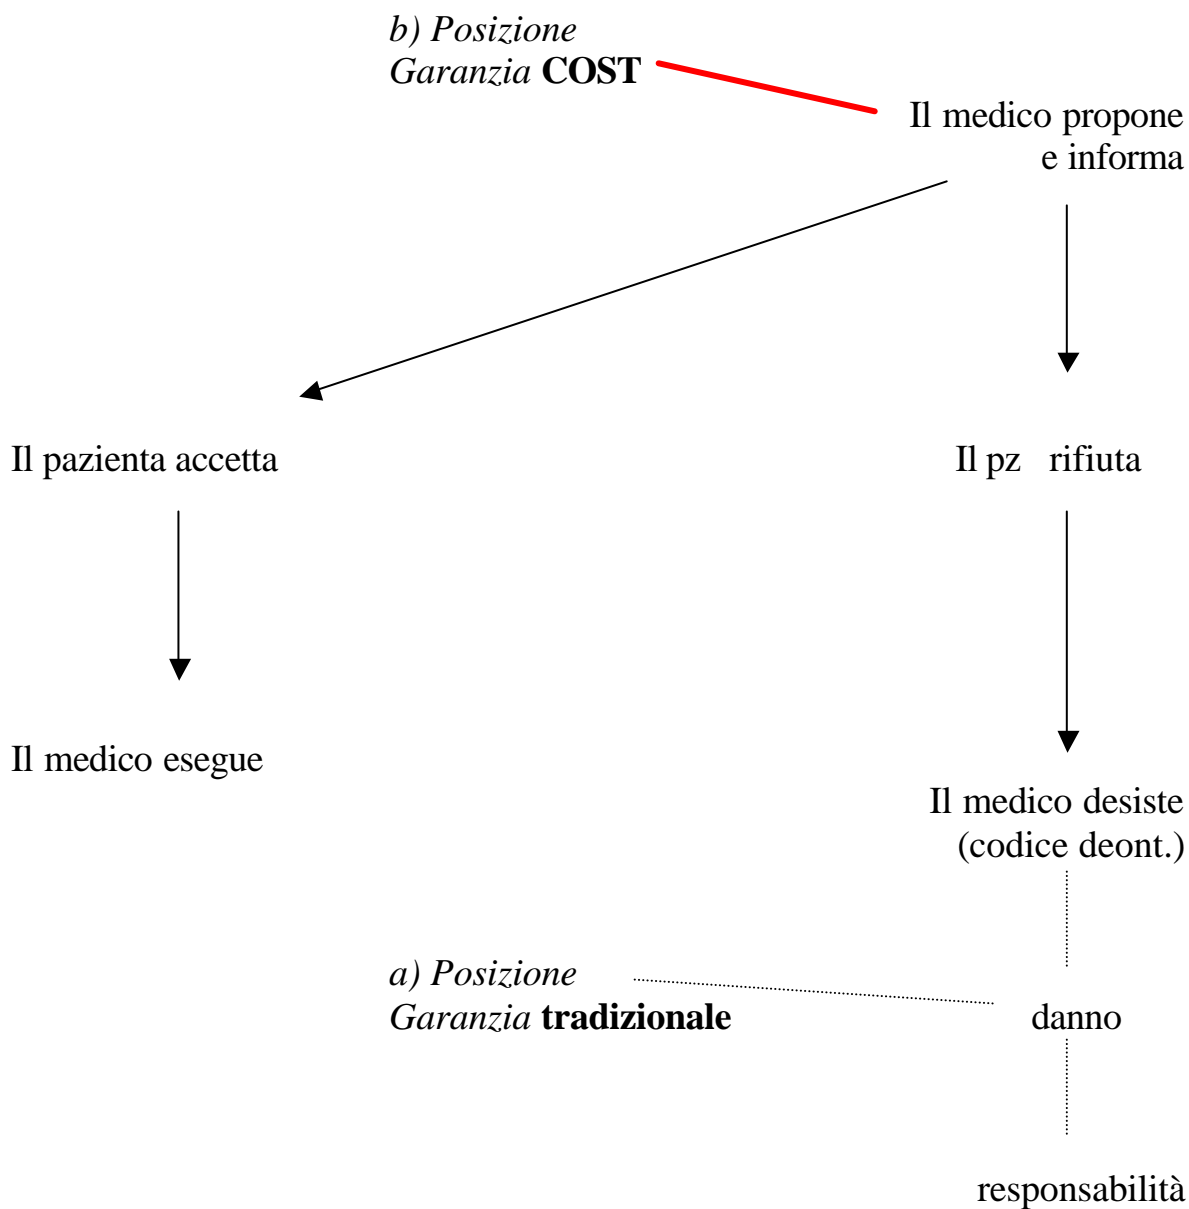 b) Posizione
Garanzia COST
Il medico propone
e informa
Il pazienta accetta
Il pz rifiuta
Il medico esegue
Il medico desiste
(codice deont.)
a) Posizione
Garanzia tradizionale
danno
responsabilità